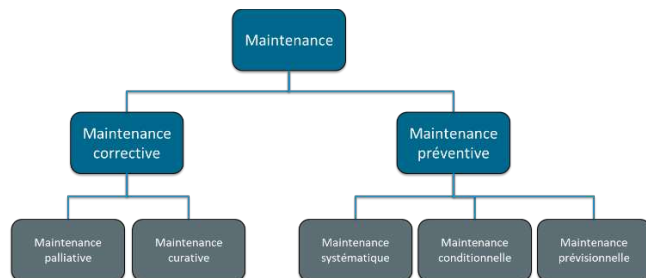 Maintenance
Maintenance
corrective
Maintenance
préventive
Maintenance
palliative
Maintenance
curative
Maintenance
systématique
Maintenance
conditionnelle
Maintenance
prévisionnelle